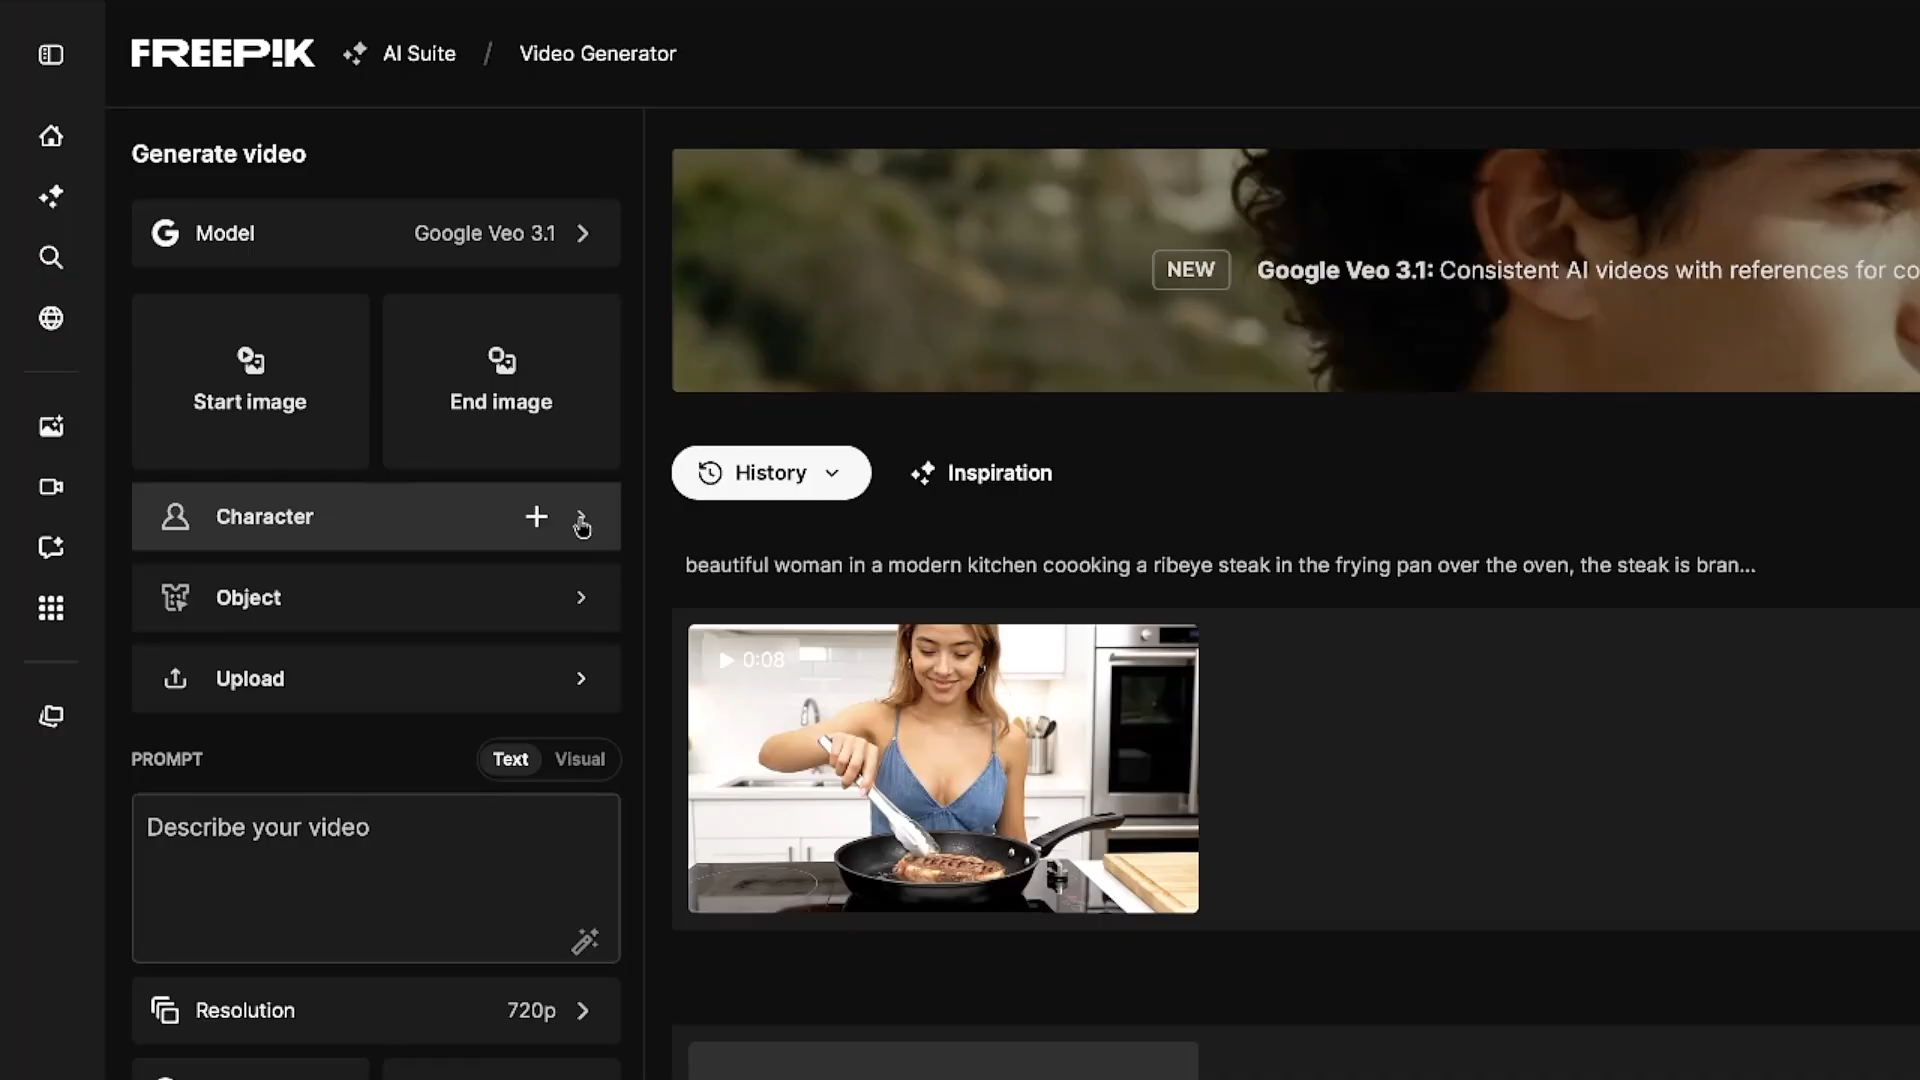 FREEP!K AI Suite / Video Generator
Generate video
Model Google Veo 3.1
Start image
End image
Character
Object
Upload
PROMPT Text Visual
Describe your video
Resolution 720p
NEW Google Veo 3.1: Consistent AI videos with references for co
History Inspiration
beautiful woman in a modern kitchen coooking a ribeye steak in the frying pan over the oven, the steak is bran...
0:08